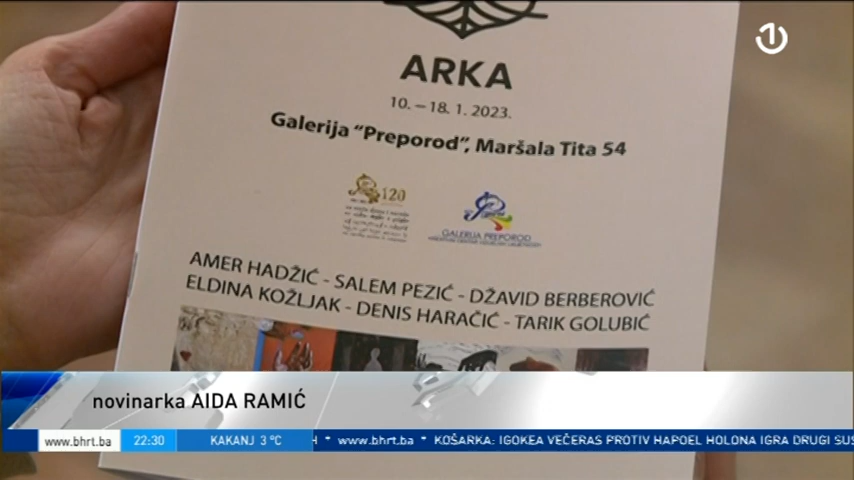 ARKA
10. – 18. 1. 2023.
Galerija "Preporod", Maršala Tita 54
120
GALERIJA PREPOROD
AMER HADŽIĆ - SALEM PEZIĆ - DŽAVID BERBEROVIĆ
ELDINA KOŽLJAK - DENIS HARAČIĆ - TARIK GOLUBIĆ
novinarka AIDA RAMIĆ
www.bhrt.ba 22:30 KAKANJ 3 °C H * www.bhrt.ba * KOŠARKA: IGOKEA VEČERAS PROTIV HAPOEL HOLONA IGRA DRUGI SUS